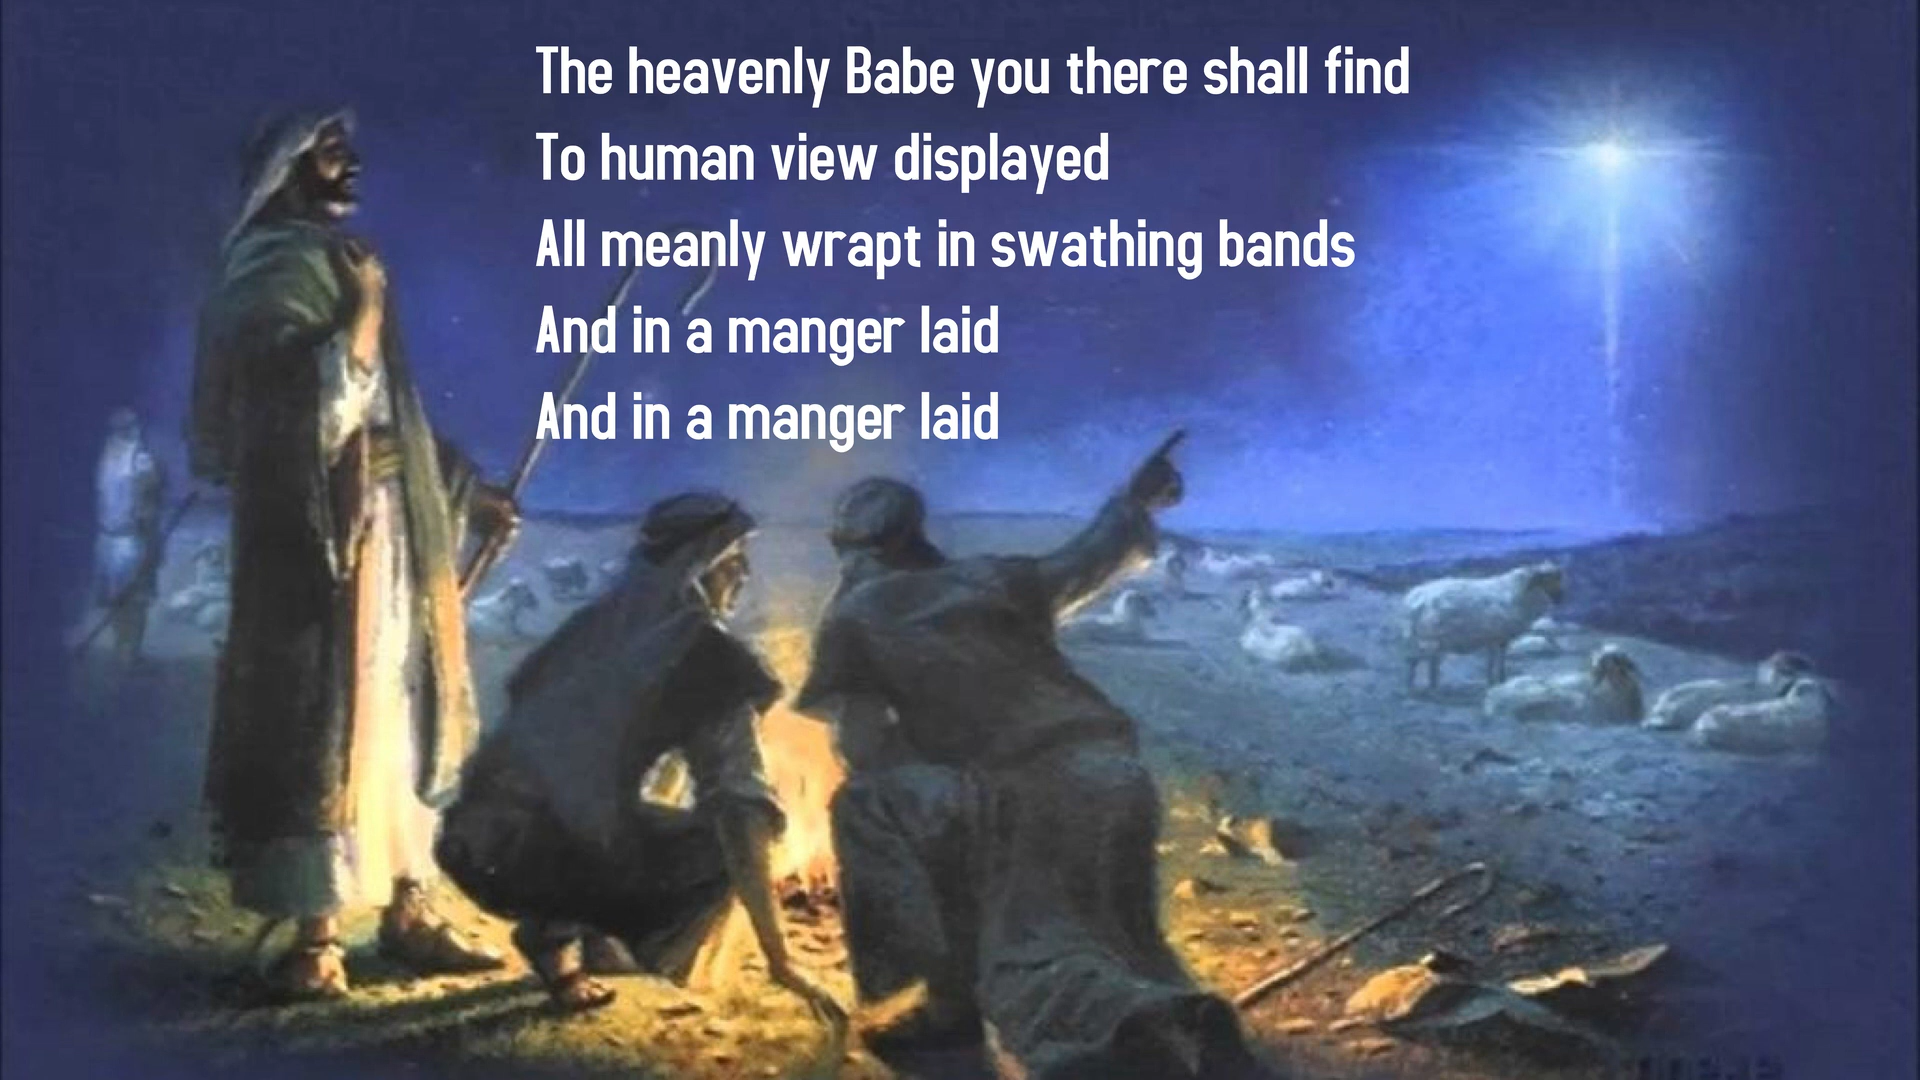 The heavenly Babe you there shall find
To human view displayed
All meanly wrapt in swathing bands
And in a manger laid
And in a manger laid